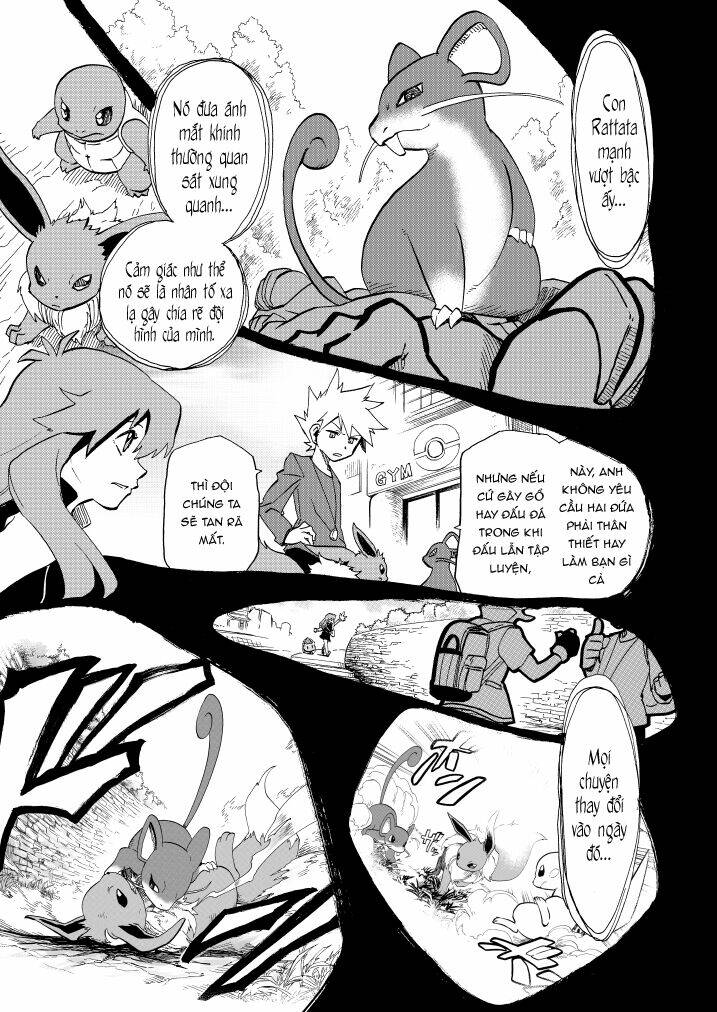 Con
Rattata
mạnh
vượt bậc
ấy...
Nó đưa ánh
mắt khinh
thường quan
sát xung
quanh...
Cảm giác như thể
nó sẽ là nhân tố xa
lạ gây chia rẽ đội
hình của mình.
GYM
NÀY, ANH
KHÔNG YÊU
CẦU HAI ĐỨA
PHẢI THÂN
THIẾT HAY
LÀM BẠN GÌ
CẢ
NHƯNG NẾU
CỨ GÂY GỔ
HAY ĐẤU ĐÁ
TRONG KHI
ĐẤU LẪN TẬP
LUYỆN,
THÌ ĐỘI
CHÚNG TA
SẼ TAN RÃ
MẤT.
Mọi
chuyện
thay đổi
vào ngày
đó...